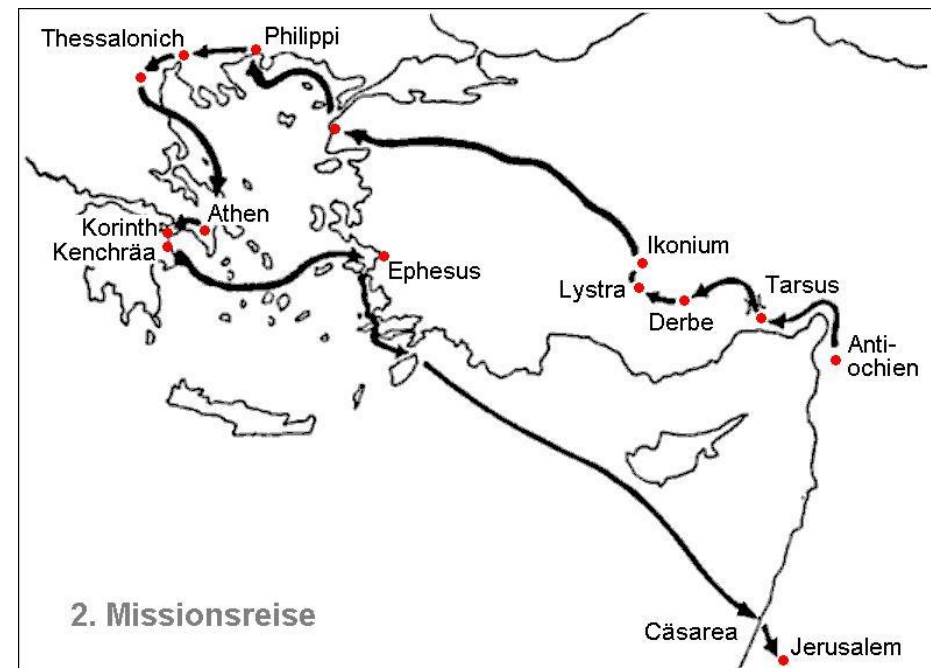 Thessalonich
Philippi
Athen
Korinth
Kenchräa
Ephesus
Ikonium
Lystra
Derbe
Tarsus
Anti-
ochien
2. Missionsreise
Cäsarea
Jerusalem